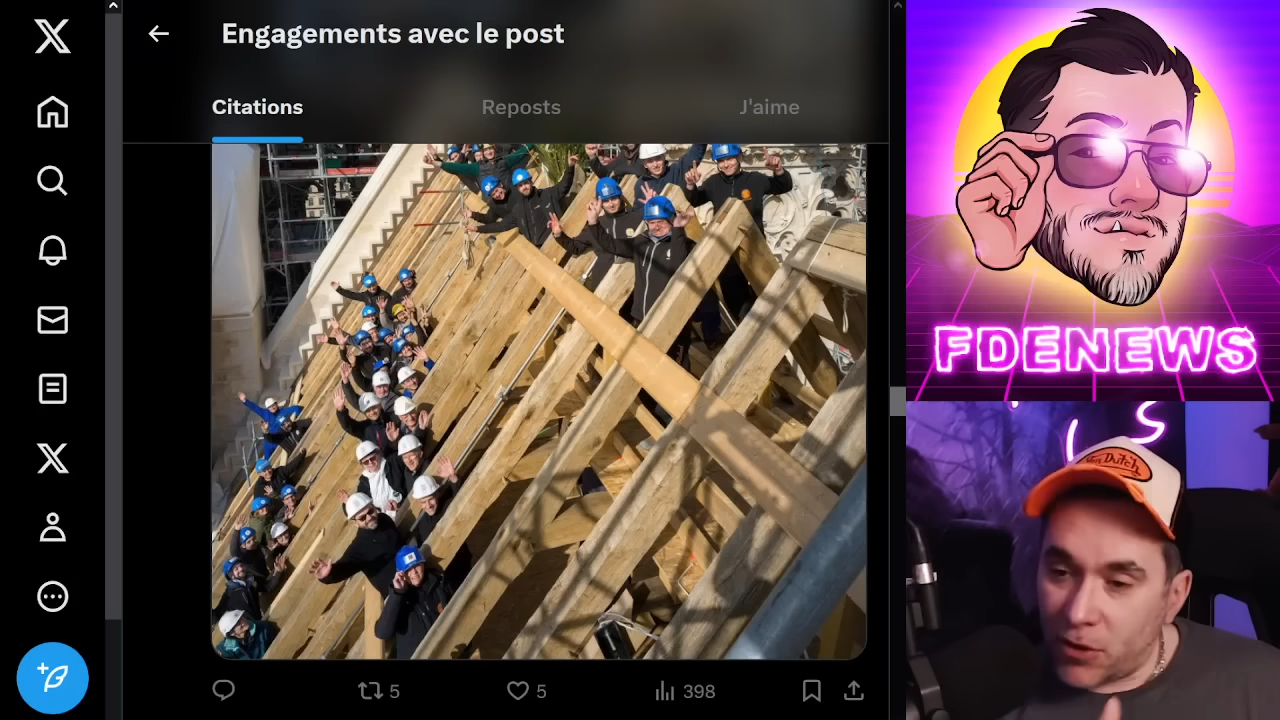 Engagements avec le post
Citations
Reposts
J'aime
5
5
398
FDENEWS
Von Dutch